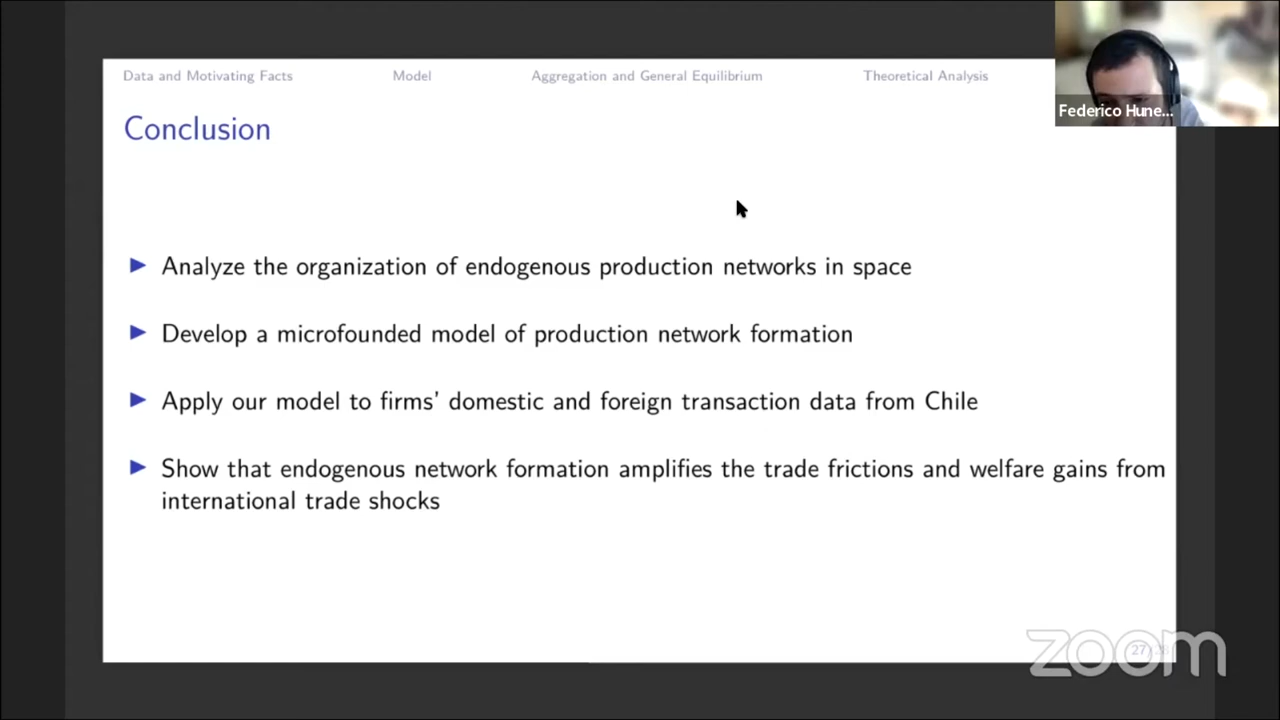 Data and Motivating Facts Model Aggregation and General Equilibrium Theoretical Analysis
Federico Hune...
Conclusion
▶ Analyze the organization of endogenous production networks in space
▶ Develop a microfounded model of production network formation
▶ Apply our model to firms' domestic and foreign transaction data from Chile
▶ Show that endogenous network formation amplifies the trade frictions and welfare gains from
international trade shocks
zoom